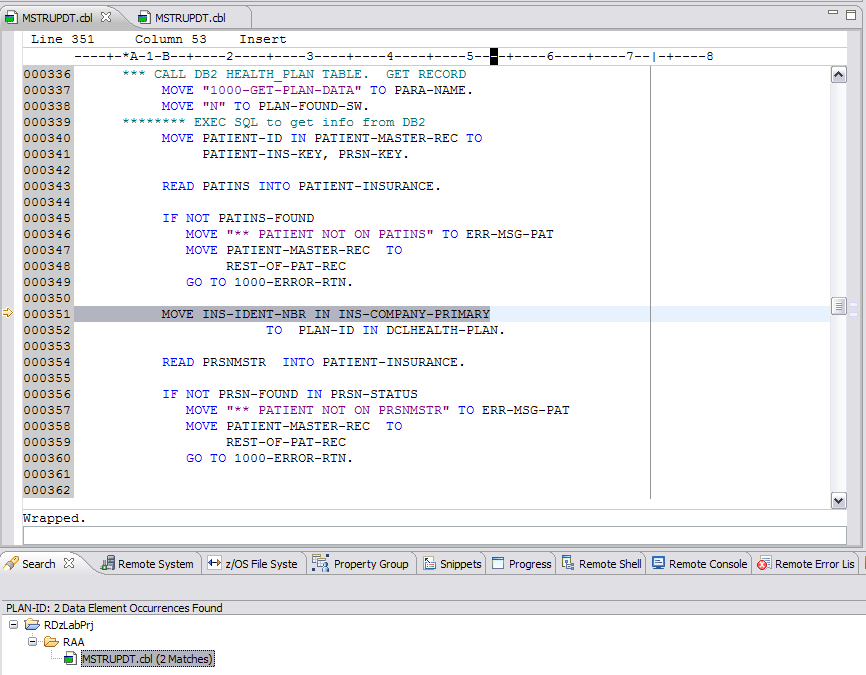 MSTRUPDT.cbl MSTRUPDT.cbl
Line 351 Column 53 Insert
----+-*A-1-B--+----2----+----3----+----4----+----5--█-+----6----+----7--|-+----8
000336 *** CALL DB2 HEALTH_PLAN TABLE. GET RECORD
000337 MOVE "1000-GET-PLAN-DATA" TO PARA-NAME.
000338 MOVE "N" TO PLAN-FOUND-SW.
000339 ******** EXEC SQL to get info from DB2
000340 MOVE PATIENT-ID IN PATIENT-MASTER-REC TO
000341 PATIENT-INS-KEY, PRSN-KEY.
000342
000343 READ PATINS INTO PATIENT-INSURANCE.
000344
000345 IF NOT PATINS-FOUND
000346 MOVE "** PATIENT NOT ON PATINS" TO ERR-MSG-PAT
000347 MOVE PATIENT-MASTER-REC TO
000348 REST-OF-PAT-REC
000349 GO TO 1000-ERROR-RTN.
000350
000351 MOVE INS-IDENT-NBR IN INS-COMPANY-PRIMARY
000352 TO PLAN-ID IN DCLHEALTH-PLAN.
000353
000354 READ PRSNMSTR INTO PATIENT-INSURANCE.
000355
000356 IF NOT PRSN-FOUND IN PRSN-STATUS
000357 MOVE "** PATIENT NOT ON PRSNMSTR" TO ERR-MSG-PAT
000358 MOVE PATIENT-MASTER-REC TO
000359 REST-OF-PAT-REC
000360 GO TO 1000-ERROR-RTN.
000361
000362
Wrapped.
Search Remote System z/OS File Syste Property Group Snippets Progress Remote Shell Remote Console Remote Error Lis
PLAN-ID: 2 Data Element Occurrences Found
RDzLabPrj
RAA
MSTRUPDT.cbl (2 Matches)